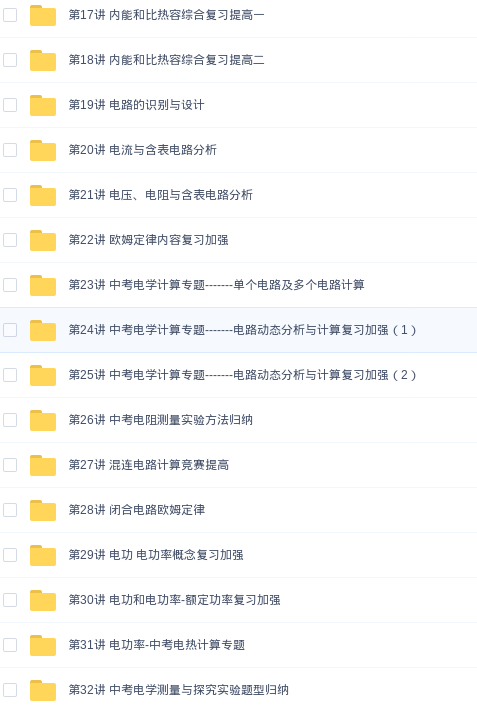 第17讲 内能和比热容综合复习提高一
第18讲 内能和比热容综合复习提高二
第19讲 电路的识别与设计
第20讲 电流与含表电路分析
第21讲 电压、电阻与含表电路分析
第22讲 欧姆定律内容复习加强
第23讲 中考电学计算专题-------单个电路及多个电路计算
第24讲 中考电学计算专题-------电路动态分析与计算复习加强（1）
第25讲 中考电学计算专题-------电路动态分析与计算复习加强（2）
第26讲 中考电阻测量实验方法归纳
第27讲 混连电路计算竞赛提高
第28讲 闭合电路欧姆定律
第29讲 电功 电功率概念复习加强
第30讲 电功和电功率-额定功率复习加强
第31讲 电功率-中考电热计算专题
第32讲 中考电学测量与探究实验题型归纳